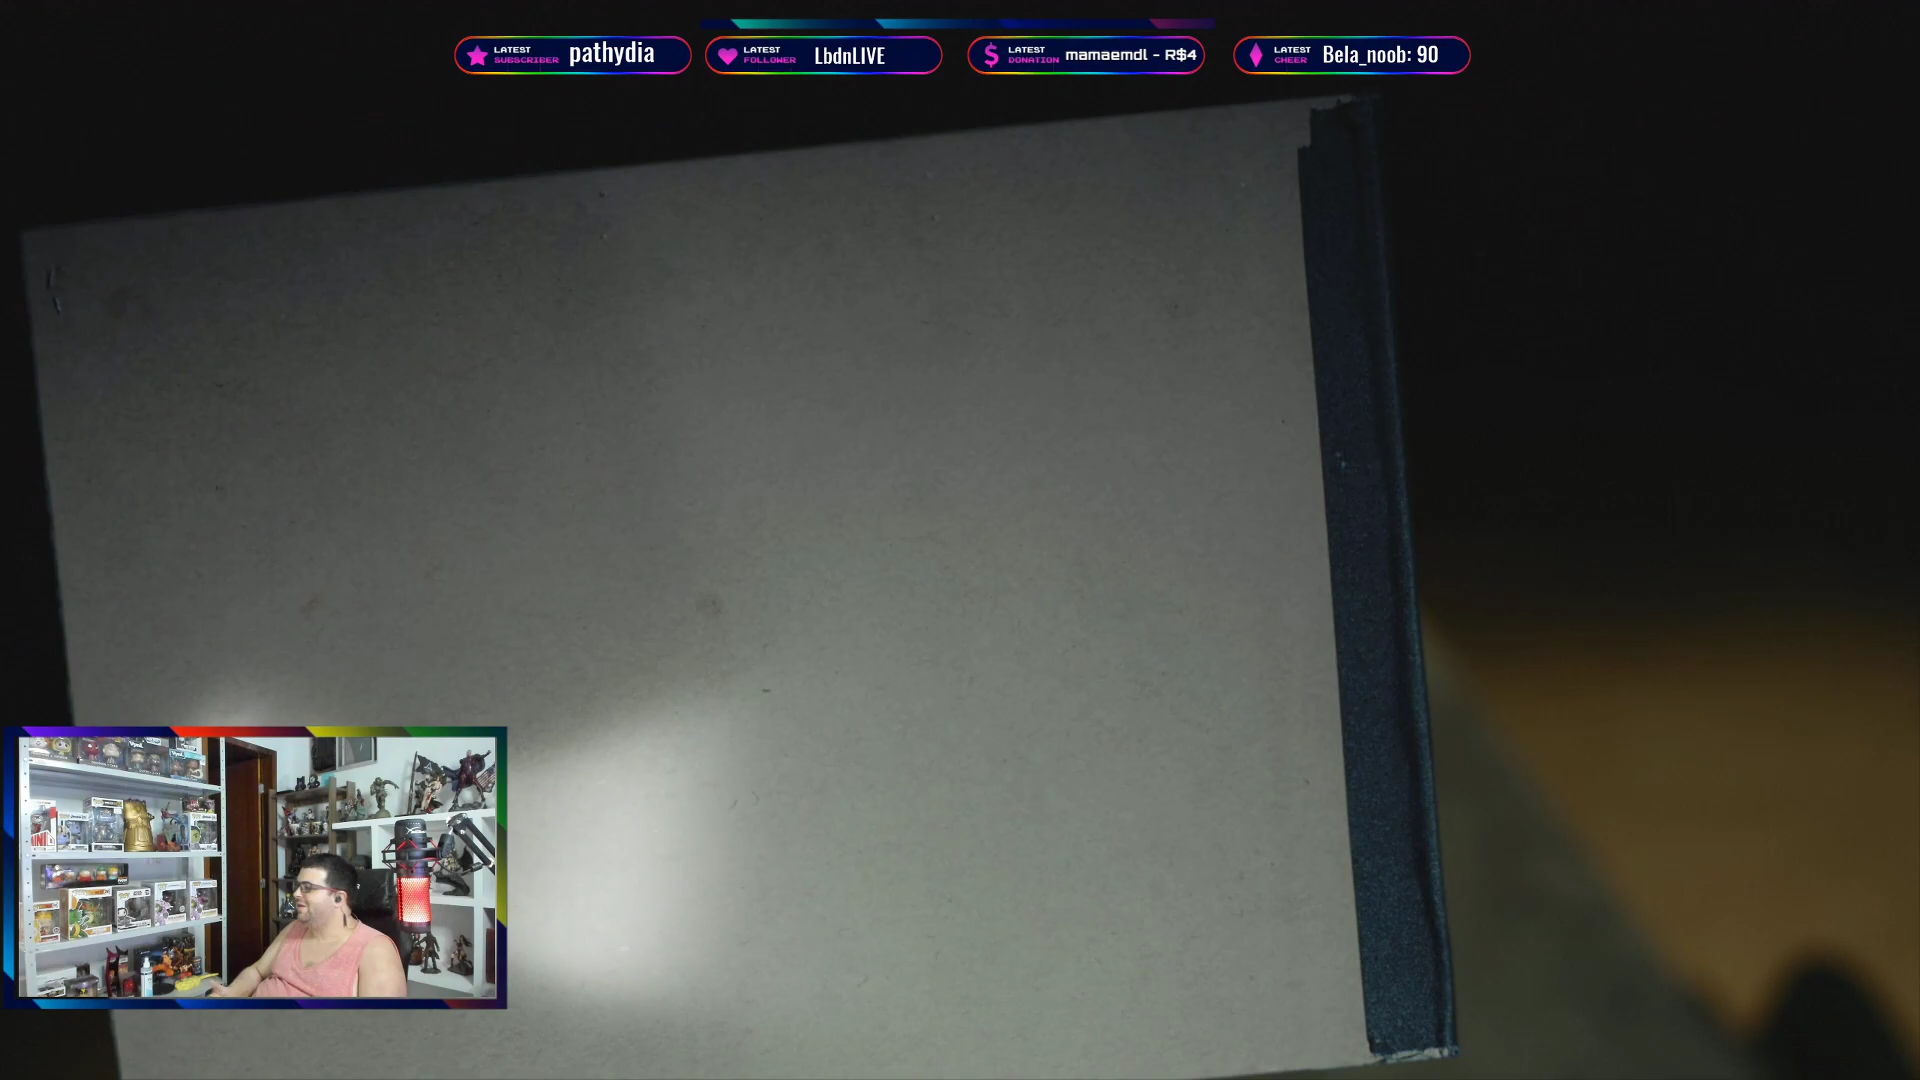 LATEST
SUBSCRIBER
pathydia
LATEST
FOLLOWER
LbdnLIVE
LATEST
DONATION
mamaemdl - R$4
LATEST
CHEER
Bela_noob: 90